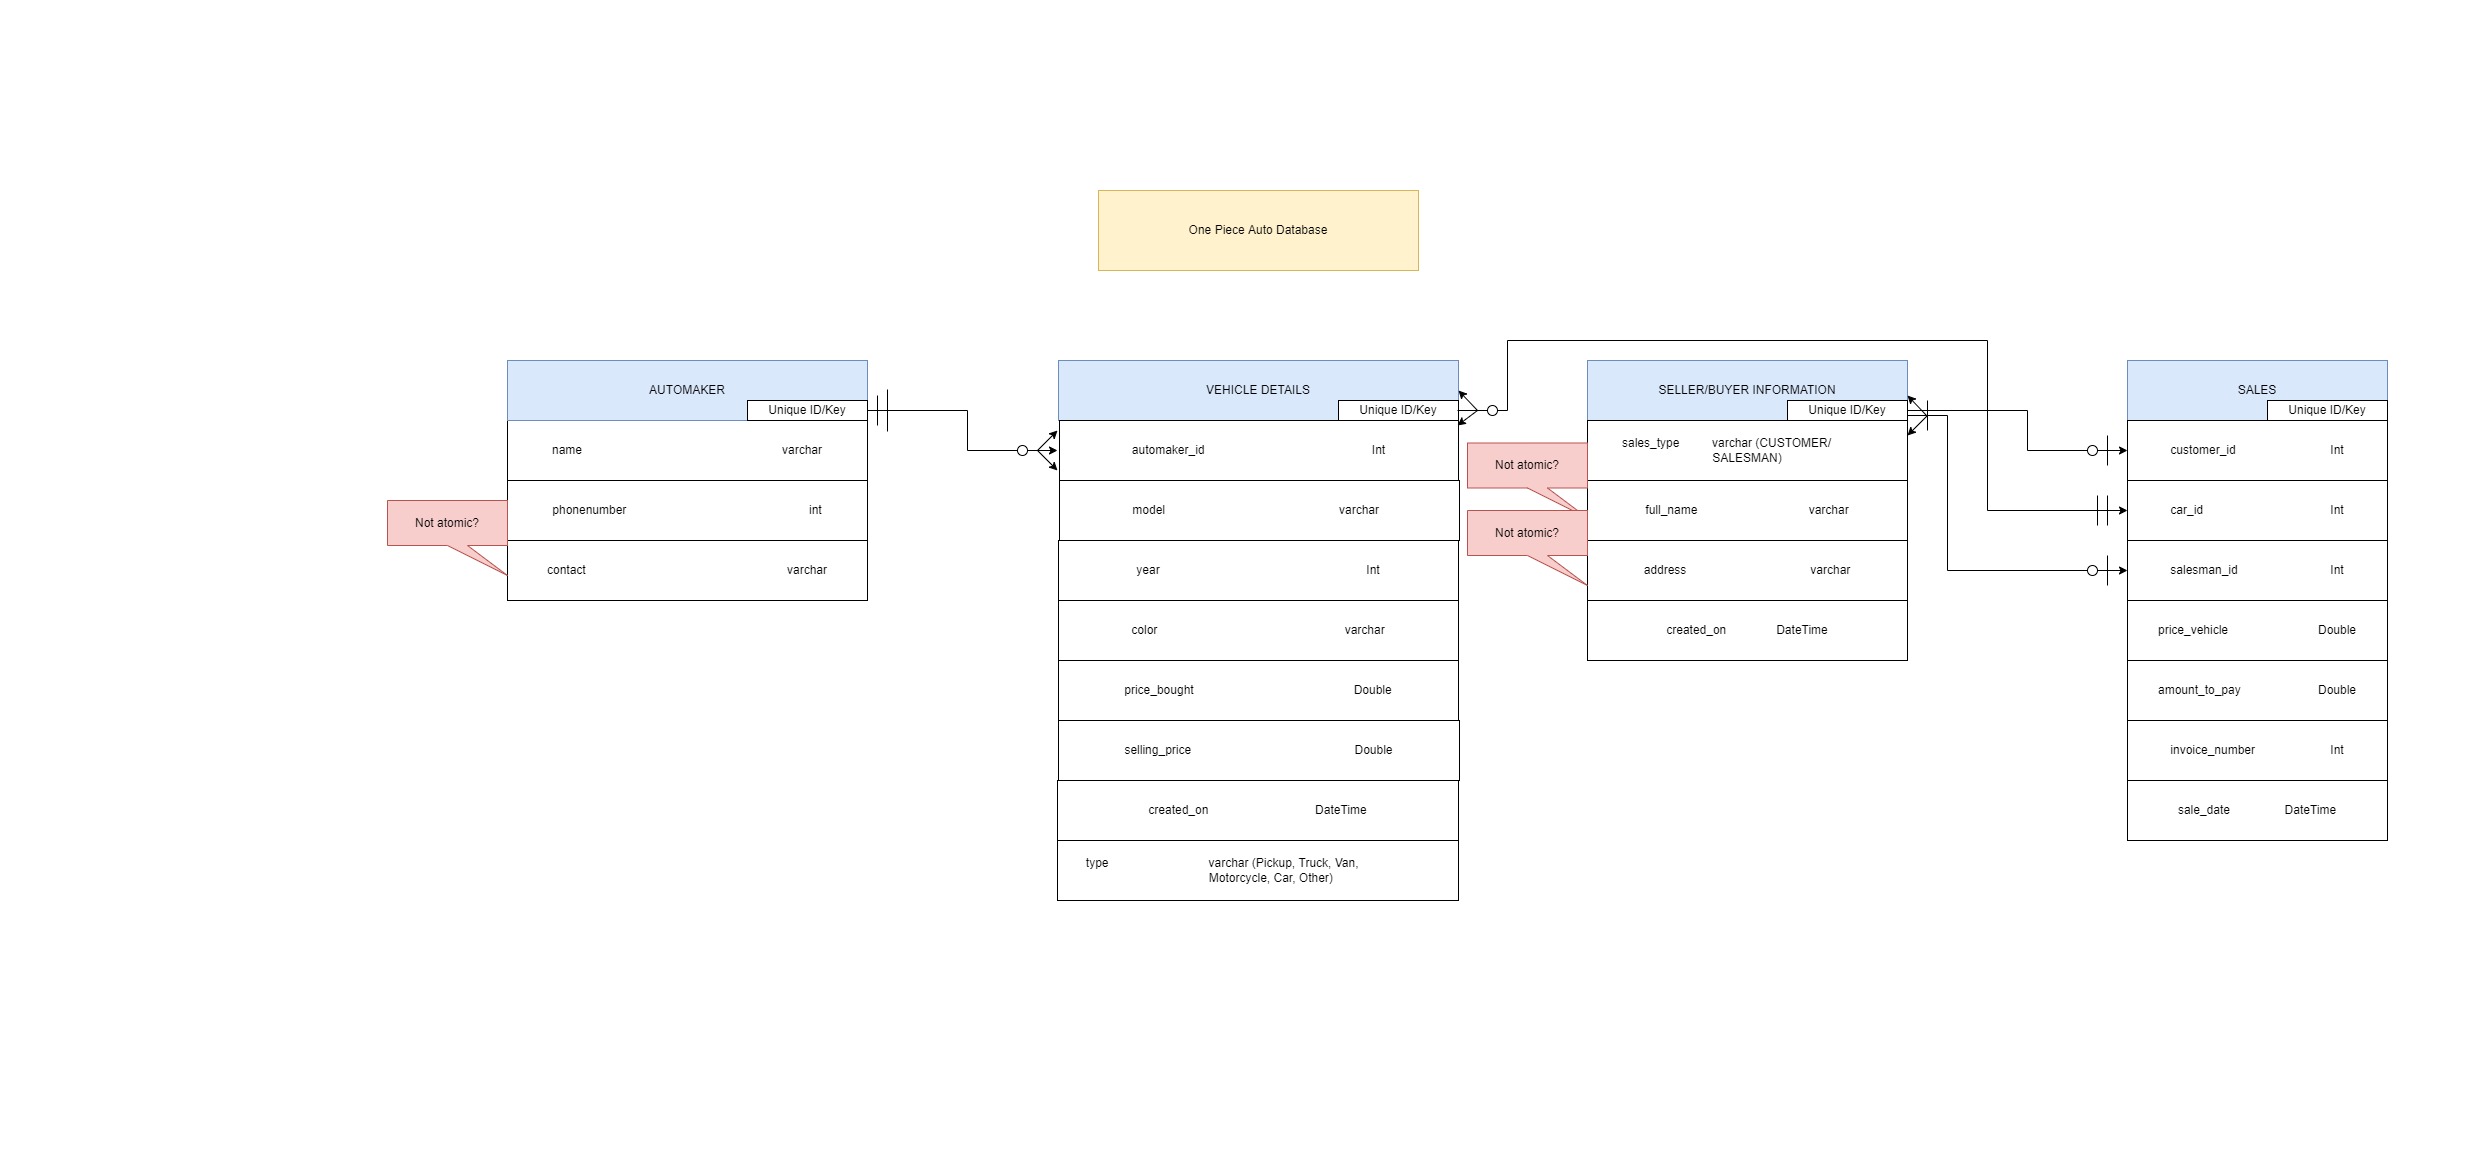 One Piece Auto Database
AUTOMAKER
Unique ID/Key
name varchar
phonenumber int
contact varchar
Not atomic?
VEHICLE DETAILS
Unique ID/Key
automaker_id Int
model varchar
year Int
color varchar
price_bought Double
selling_price Double
created_on DateTime
type varchar (Pickup, Truck, Van,
Motorcycle, Car, Other)
SELLER/BUYER INFORMATION
Unique ID/Key
sales_type varchar (CUSTOMER/
SALESMAN)
Not atomic?
full_name varchar
Not atomic?
address varchar
created_on DateTime
SALES
Unique ID/Key
customer_id Int
car_id Int
salesman_id Int
price_vehicle Double
amount_to_pay Double
invoice_number Int
sale_date DateTime